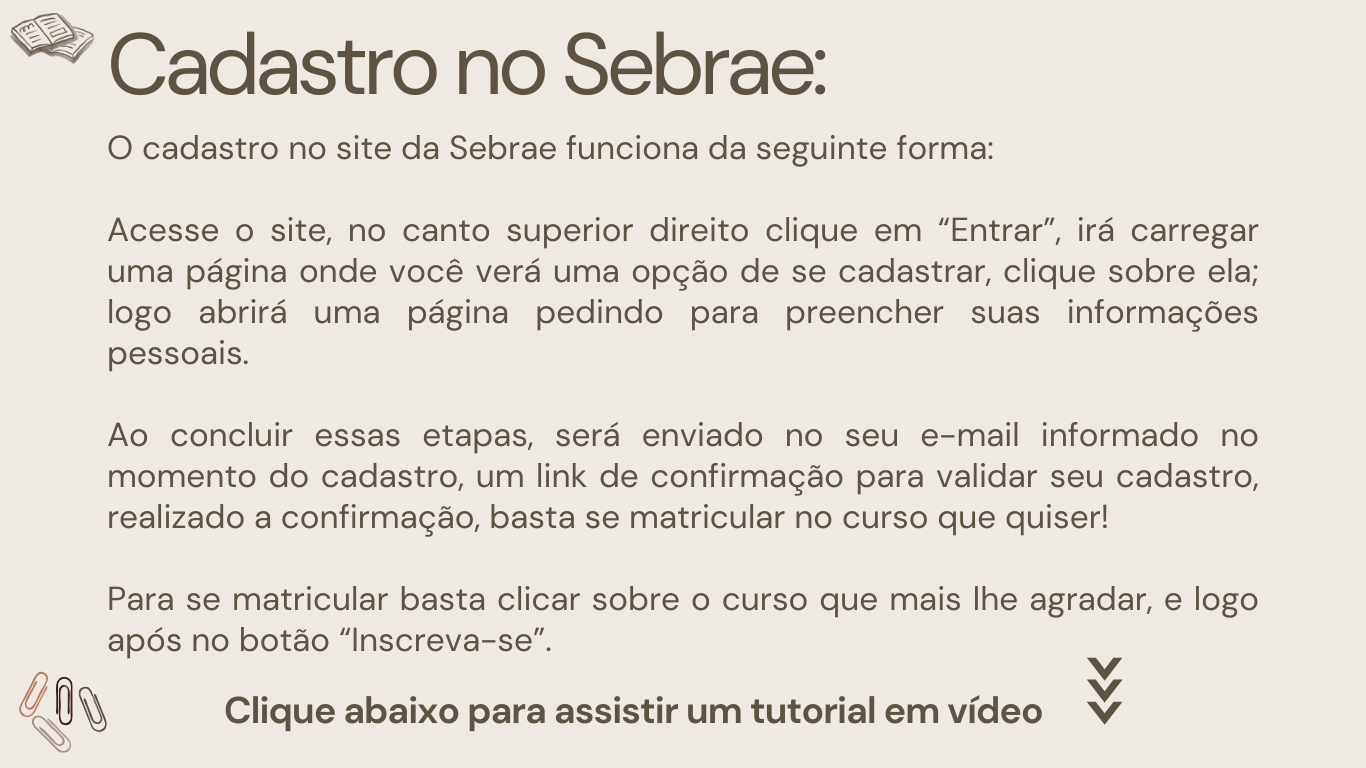 Cadastro no Sebrae:
O cadastro no site da Sebrae funciona da seguinte forma:
Acesse o site, no canto superior direito clique em “Entrar”, irá carregar
uma página onde você verá uma opção de se cadastrar, clique sobre ela;
logo abrirá uma página pedindo para preencher suas informações
pessoais.
Ao concluir essas etapas, será enviado no seu e-mail informado no
momento do cadastro, um link de confirmação para validar seu cadastro,
realizado a confirmação, basta se matricular no curso que quiser!
Para se matricular basta clicar sobre o curso que mais lhe agradar, e logo
após no botão “Inscreva-se”.
Clique abaixo para assistir um tutorial em vídeo